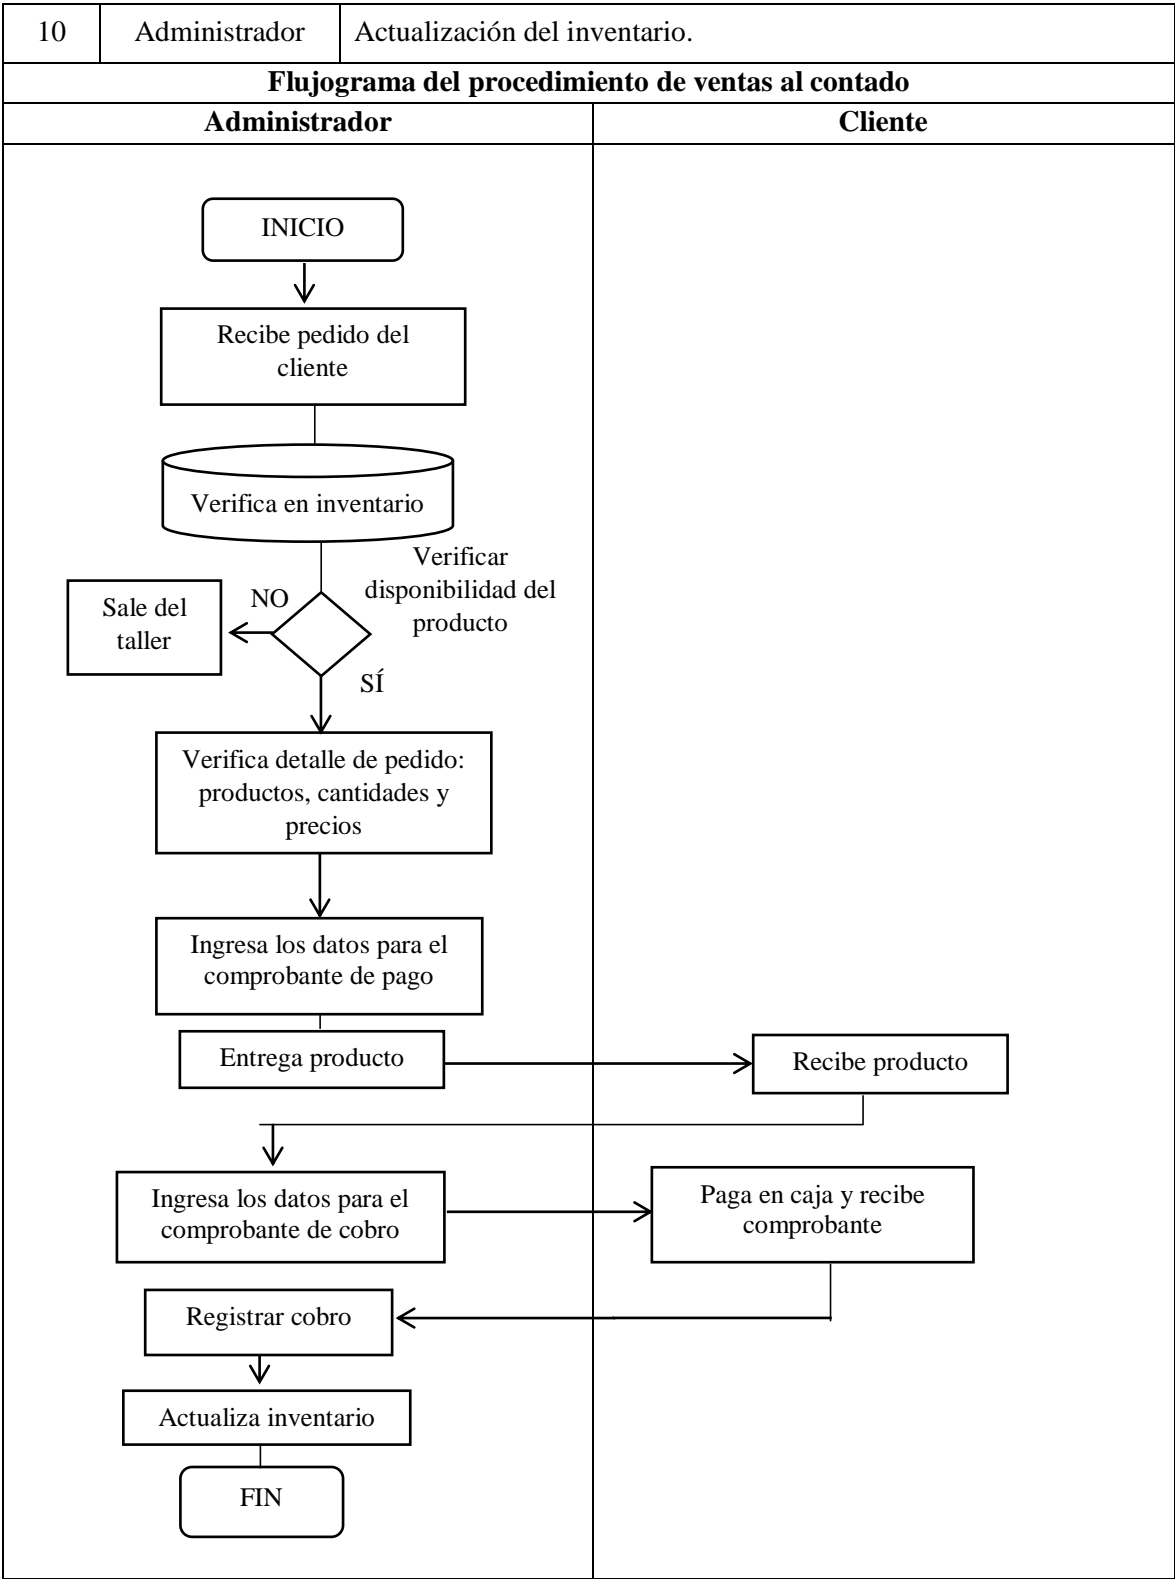 10 Administrador Actualización del inventario.
Flujograma del procedimiento de ventas al contado
Administrador Cliente
INICIO
Recibe pedido del
cliente
Verifica en inventario
Verificar
disponibilidad del
producto
NO
Sale del
taller
SÍ
Verifica detalle de pedido:
productos, cantidades y
precios
Ingresa los datos para el
comprobante de pago
Entrega producto
Recibe producto
Ingresa los datos para el
comprobante de cobro
Paga en caja y recibe
comprobante
Registrar cobro
Actualiza inventario
FIN